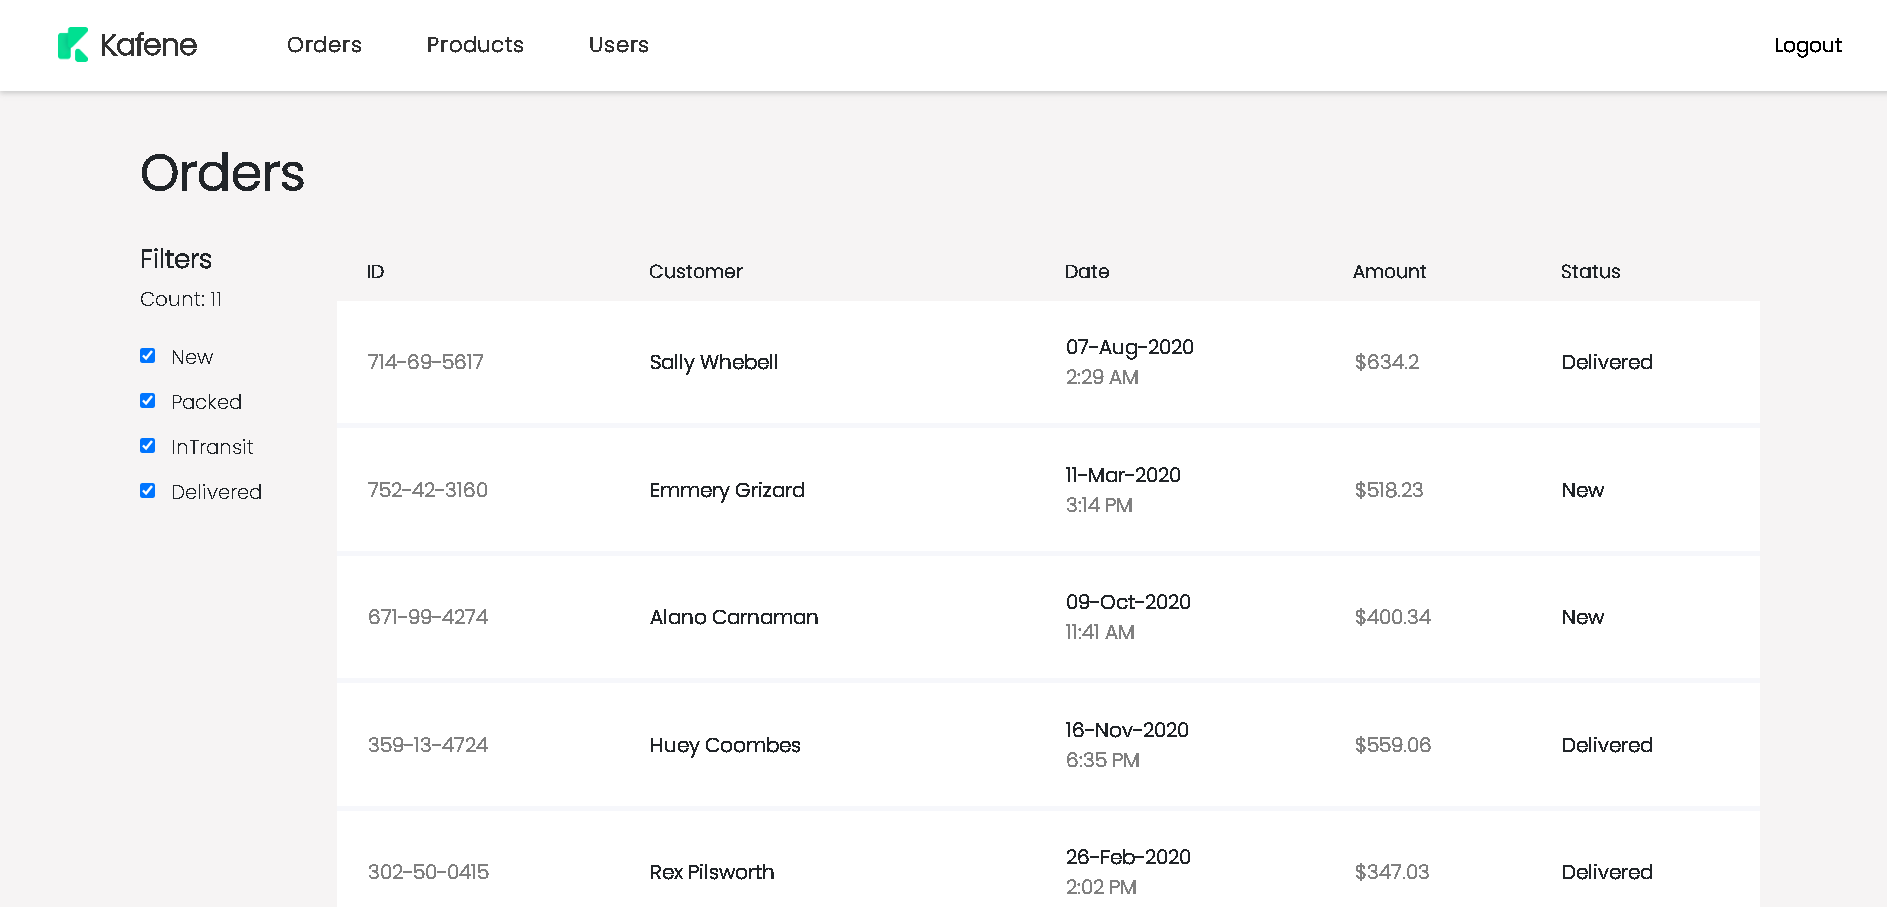 Kafene Orders Products Users Logout
Orders
Filters
Count: 11
New
Packed
InTransit
Delivered
ID Customer Date Amount Status
714-69-5617 Sally Whebell 07-Aug-2020 $634.2 Delivered
2:29 AM
752-42-3160 Emmery Grizard 11-Mar-2020 $518.23 New
3:14 PM
671-99-4274 Alano Carnaman 09-Oct-2020 $400.34 New
11:41 AM
359-13-4724 Huey Coombes 16-Nov-2020 $559.06 Delivered
6:35 PM
302-50-0415 Rex Pilsworth 26-Feb-2020 $347.03 Delivered
2:02 PM